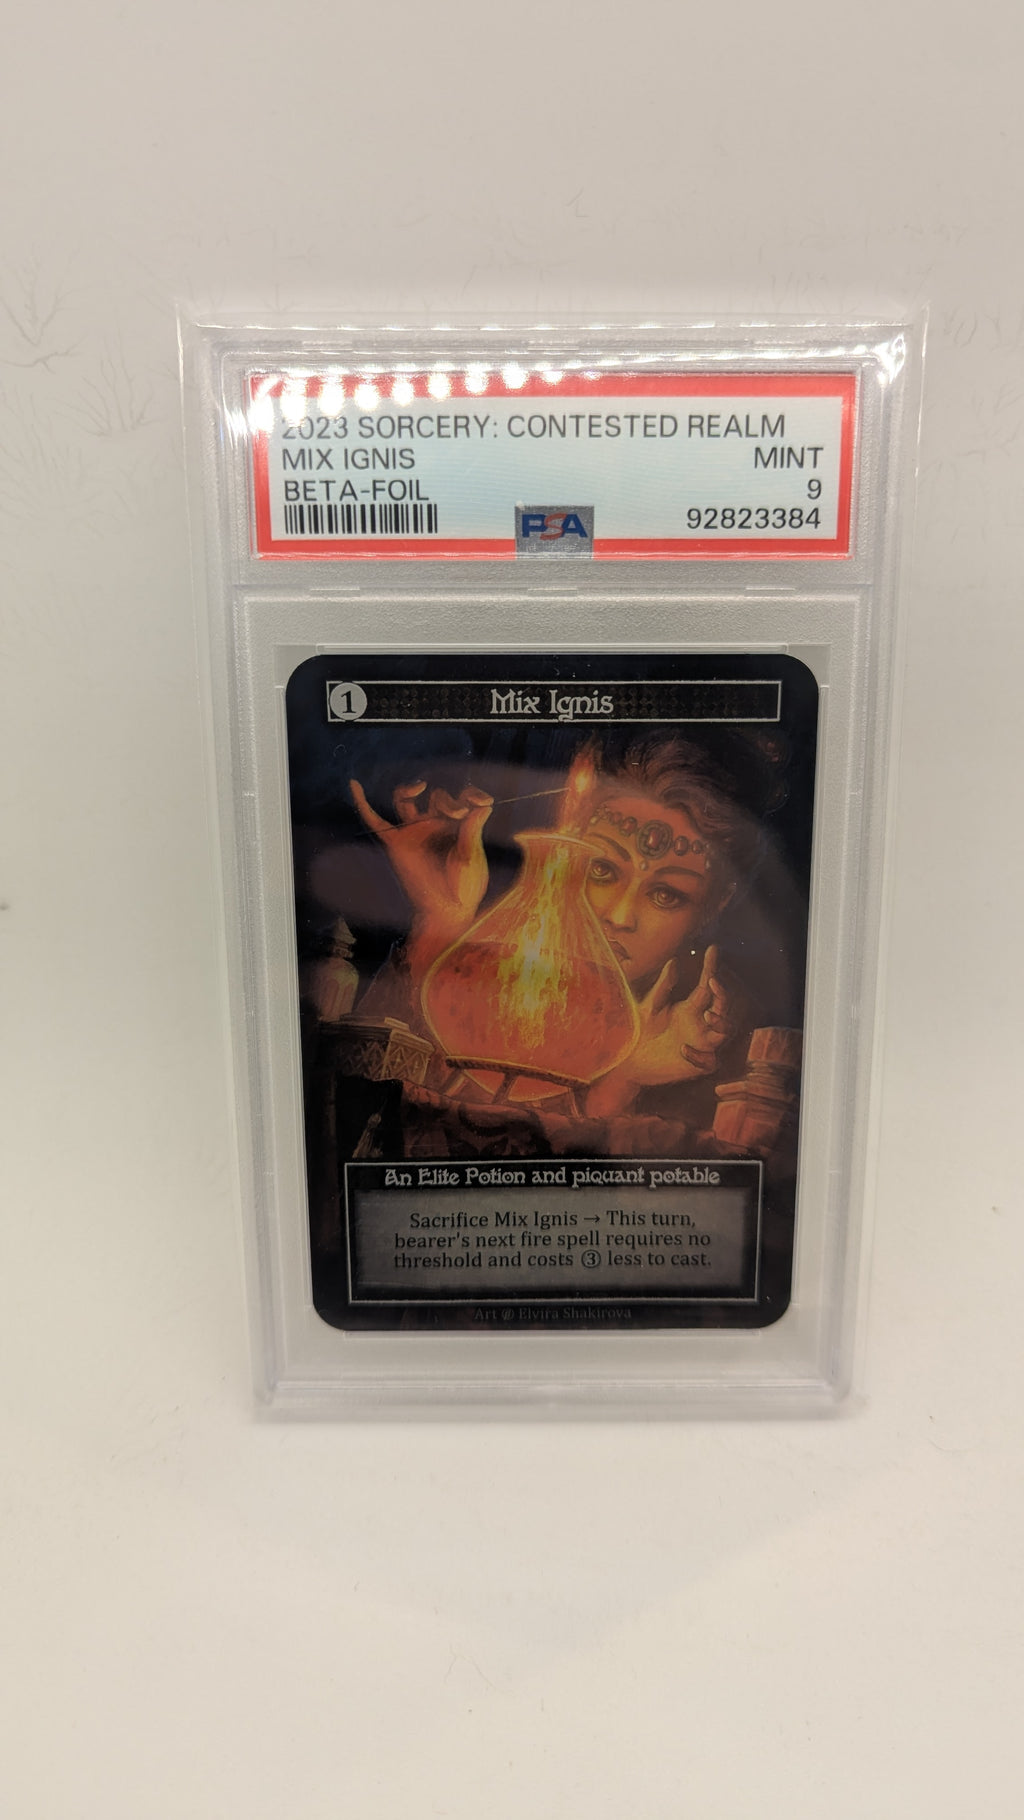 2023 SORCERY: CONTESTED REALM
MIX IGNIS MINT
BETA-FOIL 9
PSA 92823384
1 Mix Ignis
An Elite Potion and piquant potable
Sacrifice Mix Ignis → This turn,
bearer's next fire spell requires no
threshold and costs ③ less to cast.
Art @ Elvira Shakirova